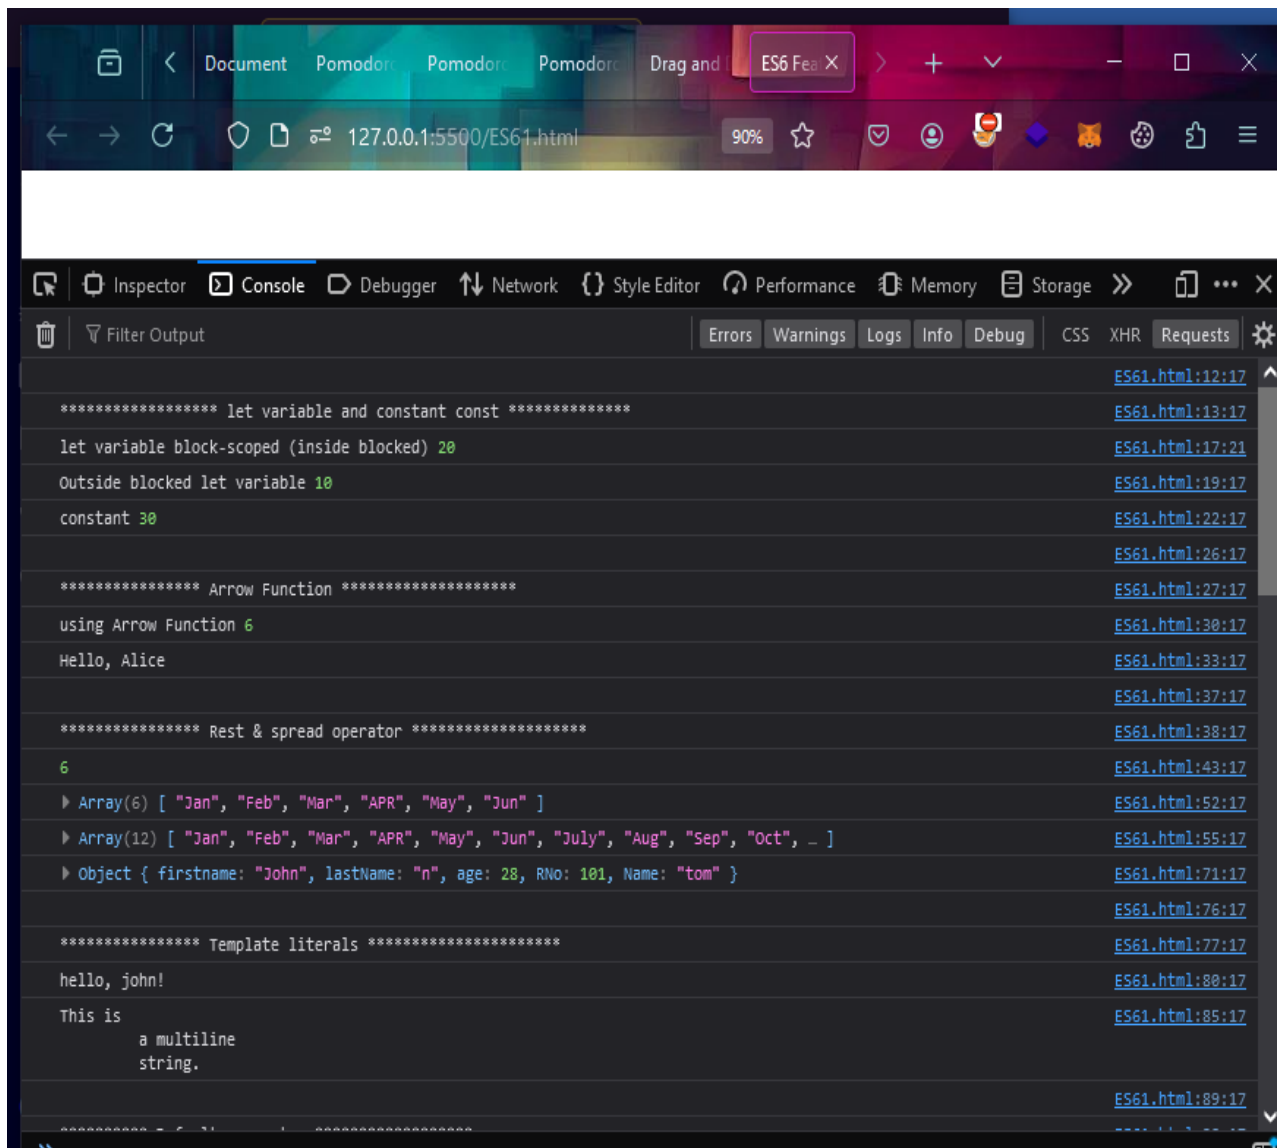 Document Pomodoro Pomodoro Pomodoro Drag and ES6 Fea
127.0.0.1:5500/ES61.html 90%
Inspector Console Debugger Network Style Editor Performance Memory Storage
Filter Output Errors Warnings Logs Info Debug CSS XHR Requests
ES61.html:12:17
****************** let variable and constant const ************** ES61.html:13:17
let variable block-scoped (inside blocked) 20 ES61.html:17:21
Outside blocked let variable 10 ES61.html:19:17
constant 30 ES61.html:22:17
ES61.html:26:17
**************** Arrow Function ******************** ES61.html:27:17
using Arrow Function 6 ES61.html:30:17
Hello, Alice ES61.html:33:17
ES61.html:37:17
**************** Rest & spread operator ******************** ES61.html:38:17
6 ES61.html:43:17
Array(6) [ "Jan", "Feb", "Mar", "APR", "May", "Jun" ] ES61.html:52:17
Array(12) [ "Jan", "Feb", "Mar", "APR", "May", "Jun", "July", "Aug", "Sep", "Oct", … ] ES61.html:55:17
Object { firstname: "John", lastName: "n", age: 28, RNo: 101, Name: "tom" } ES61.html:71:17
ES61.html:76:17
**************** Template literals ********************** ES61.html:77:17
hello, john! ES61.html:80:17
This is ES61.html:85:17
a multiline
string.
ES61.html:89:17